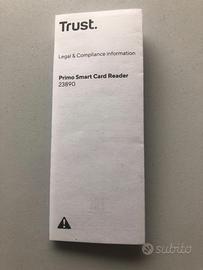 Trust.
Legal & Compliance information
Primo Smart Card Reader
23890
subito